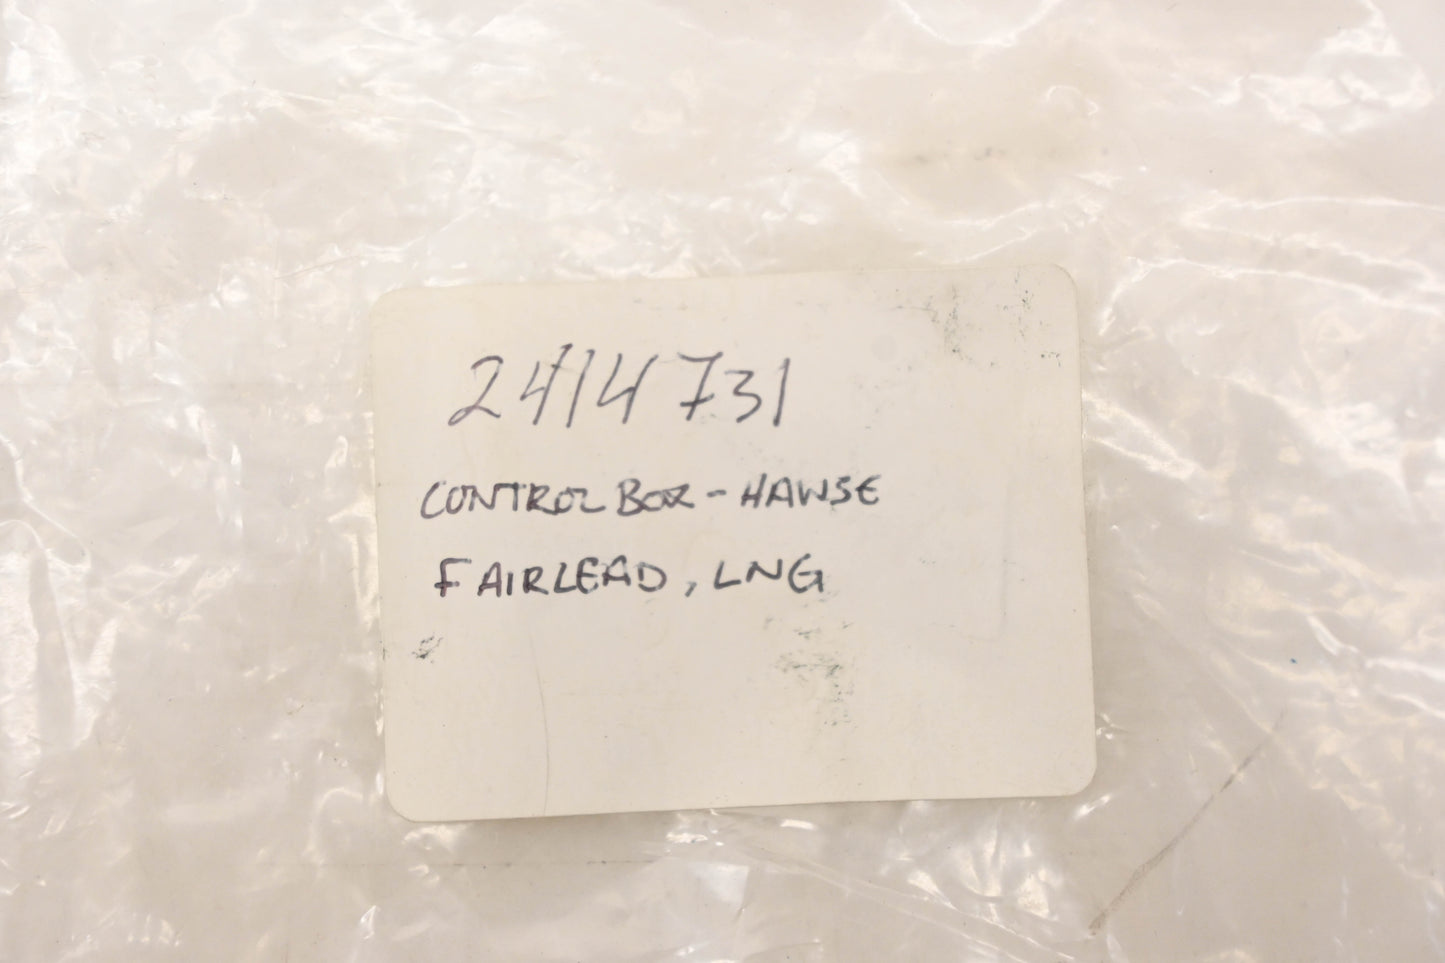 2414731
CONTROL BOX - HAWSE
FAIRLEAD, LNG